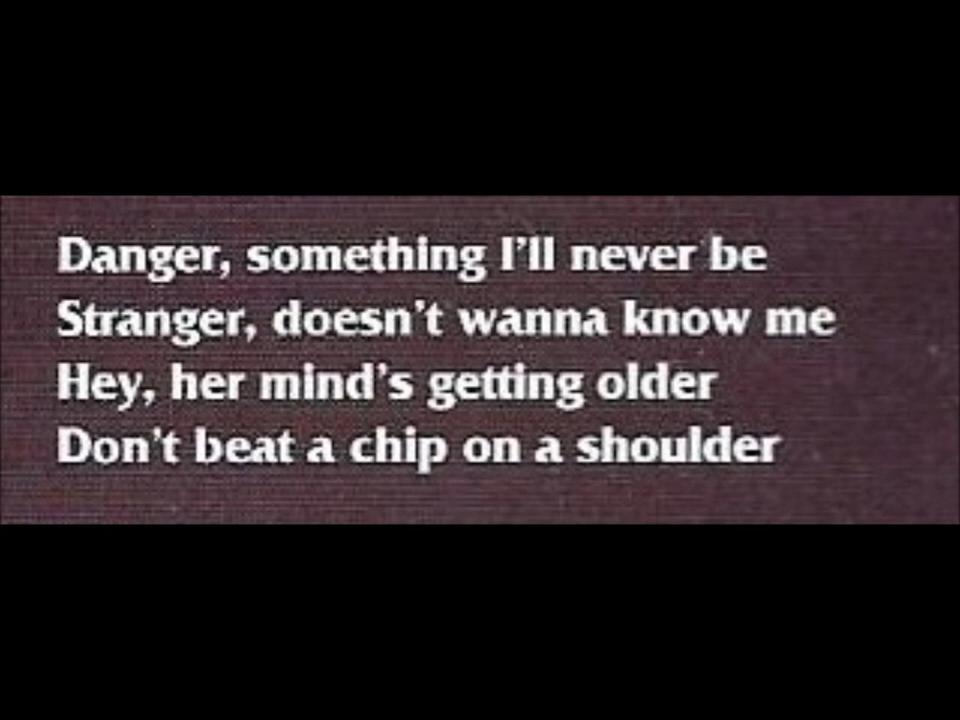 Danger, something I'll never be
Stranger, doesn't wanna know me
Hey, her mind's getting older
Don't beat a chip on a shoulder